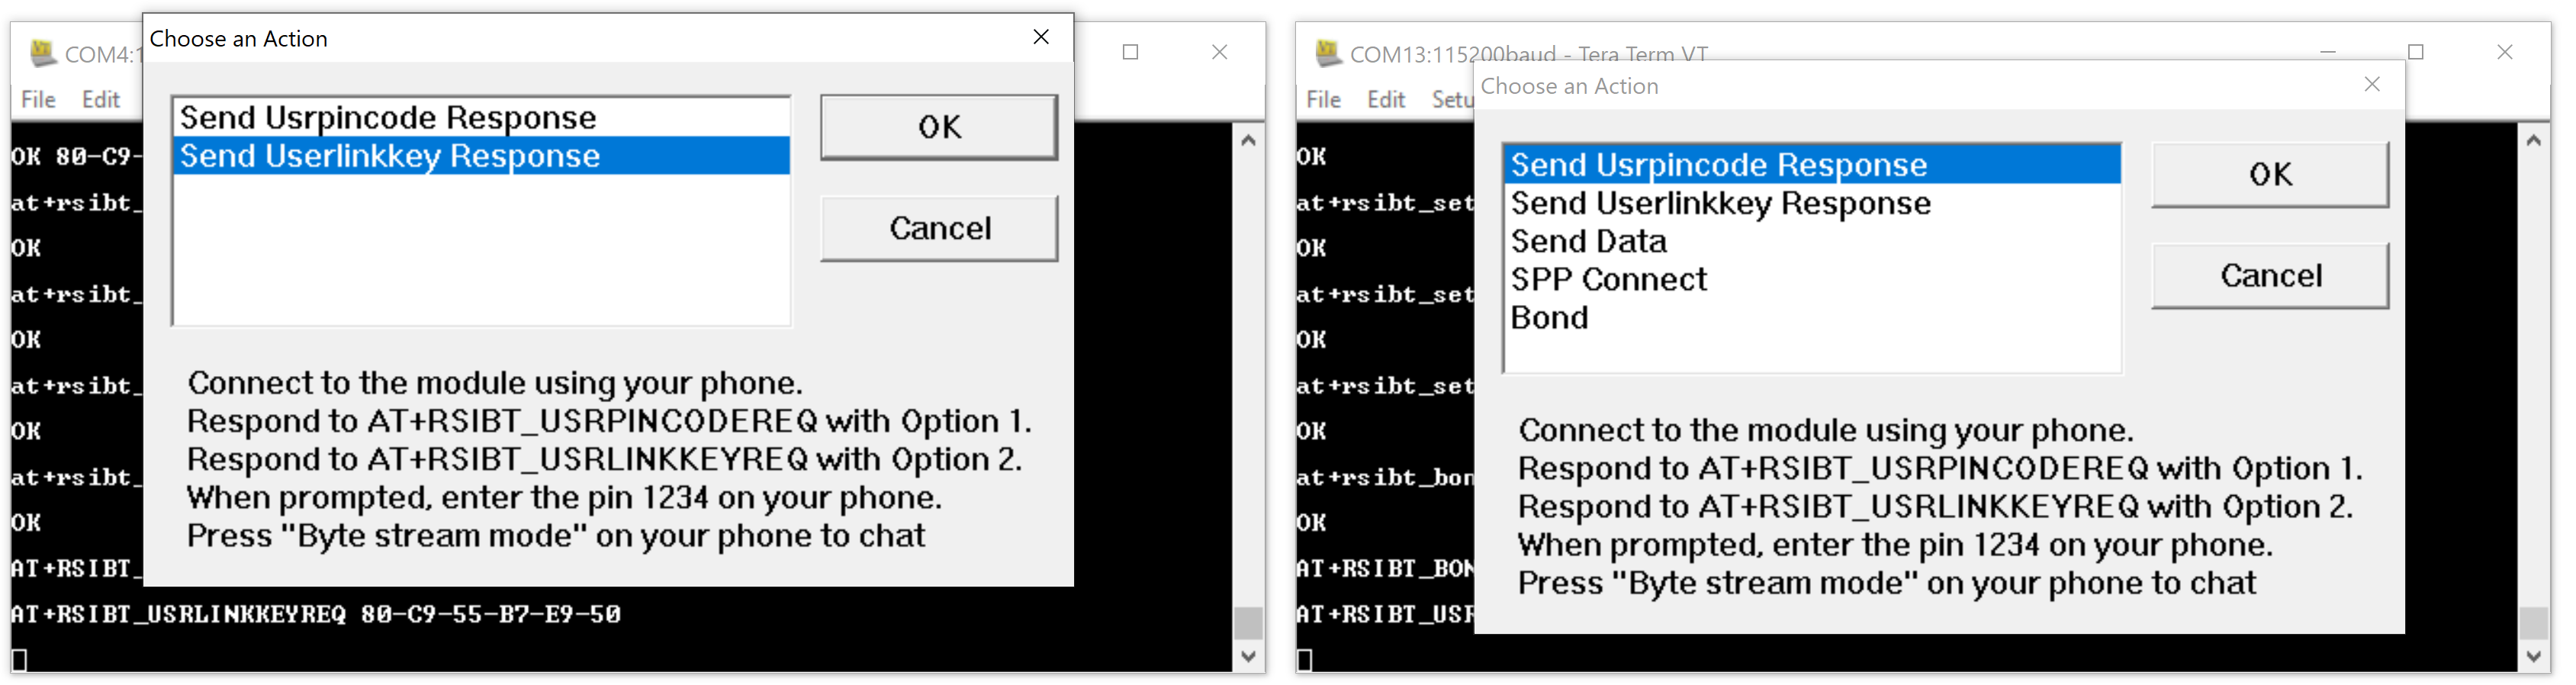 Choose an Action
COM4:1
File Edit
Send Usrpincode Response
Send Userlinkkey Response
OK
Cancel
Connect to the module using your phone.
Respond to AT+RSIBT_USRPINCODEREQ with Option 1.
Respond to AT+RSIBT_USRLINKKEYREQ with Option 2.
When prompted, enter the pin 1234 on your phone.
Press "Byte stream mode" on your phone to chat
OK 80-C9-
at+rsibt_
OK
at+rsibt_
OK
at+rsibt_
OK
at+rsibt_
OK
AT+RSIBT_
AT+RSIBT_USRLINKKEYREQ 80-C9-55-B7-E9-50
COM13:115200baud - Tera Term VT
File Edit Setu
Choose an Action
Send Usrpincode Response
Send Userlinkkey Response
Send Data
SPP Connect
Bond
OK
Cancel
Connect to the module using your phone.
Respond to AT+RSIBT_USRPINCODEREQ with Option 1.
Respond to AT+RSIBT_USRLINKKEYREQ with Option 2.
When prompted, enter the pin 1234 on your phone.
Press "Byte stream mode" on your phone to chat
OK
at+rsibt_set
OK
at+rsibt_set
OK
at+rsibt_set
OK
at+rsibt_bon
OK
AT+RSIBT_BON
AT+RSIBT_USR